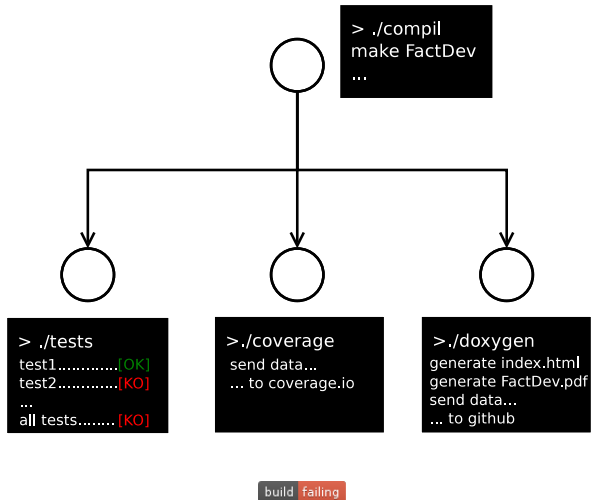 > ./compil
make FactDev
...
> ./tests
test1.............[OK]
test2.............[KO]
...
all tests........[KO]
>./coverage
send data...
... to coverage.io
>./doxygen
generate index.html
generate FactDev.pdf
send data...
... to github
build failing